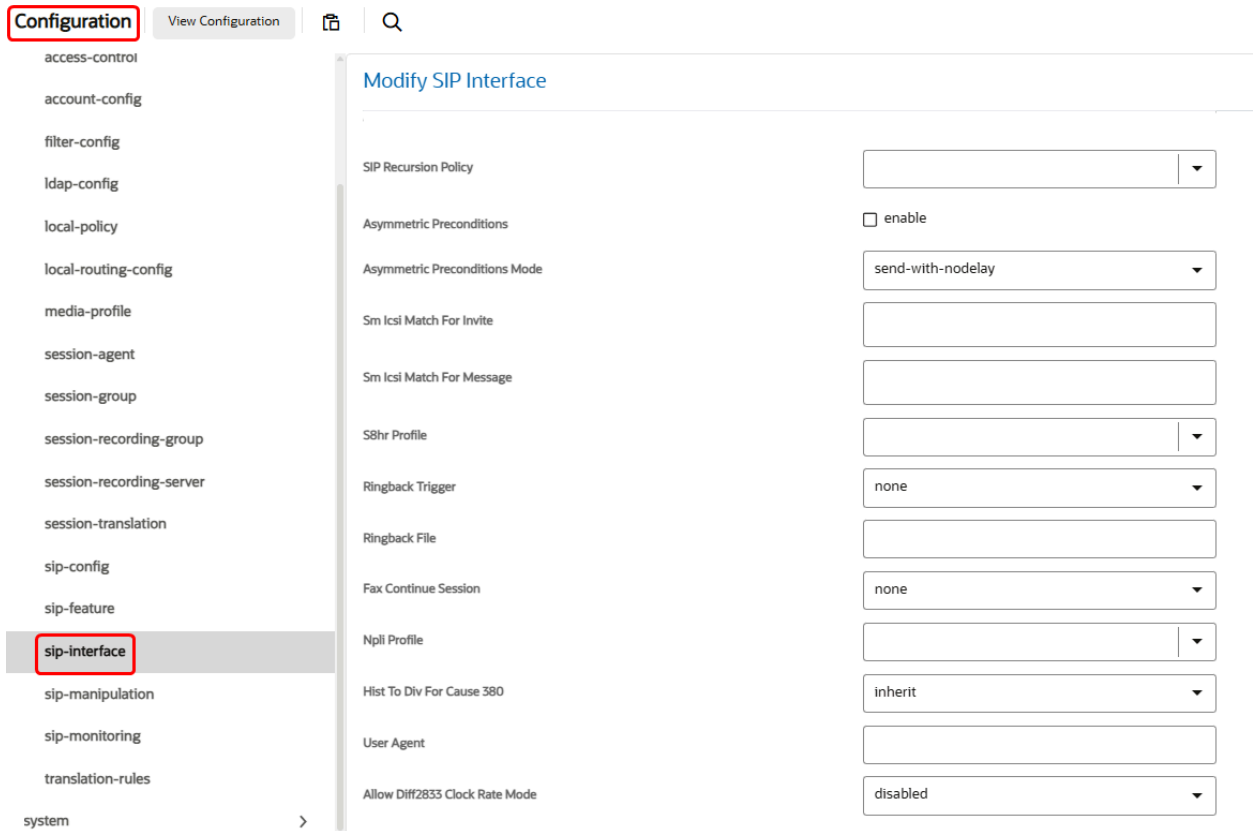 Configuration
View Configuration
access-control
account-config
filter-config
ldap-config
local-policy
local-routing-config
media-profile
session-agent
session-group
session-recording-group
session-recording-server
session-translation
sip-config
sip-feature
sip-interface
sip-manipulation
sip-monitoring
translation-rules
system
Modify SIP Interface
SIP Recursion Policy
Asymmetric Preconditions
enable
Asymmetric Preconditions Mode
send-with-nodelay
Sm Icsi Match For Invite
Sm Icsi Match For Message
S8hr Profile
Ringback Trigger
none
Ringback File
Fax Continue Session
none
Npli Profile
Hist To Div For Cause 380
inherit
User Agent
Allow Diff2833 Clock Rate Mode
disabled